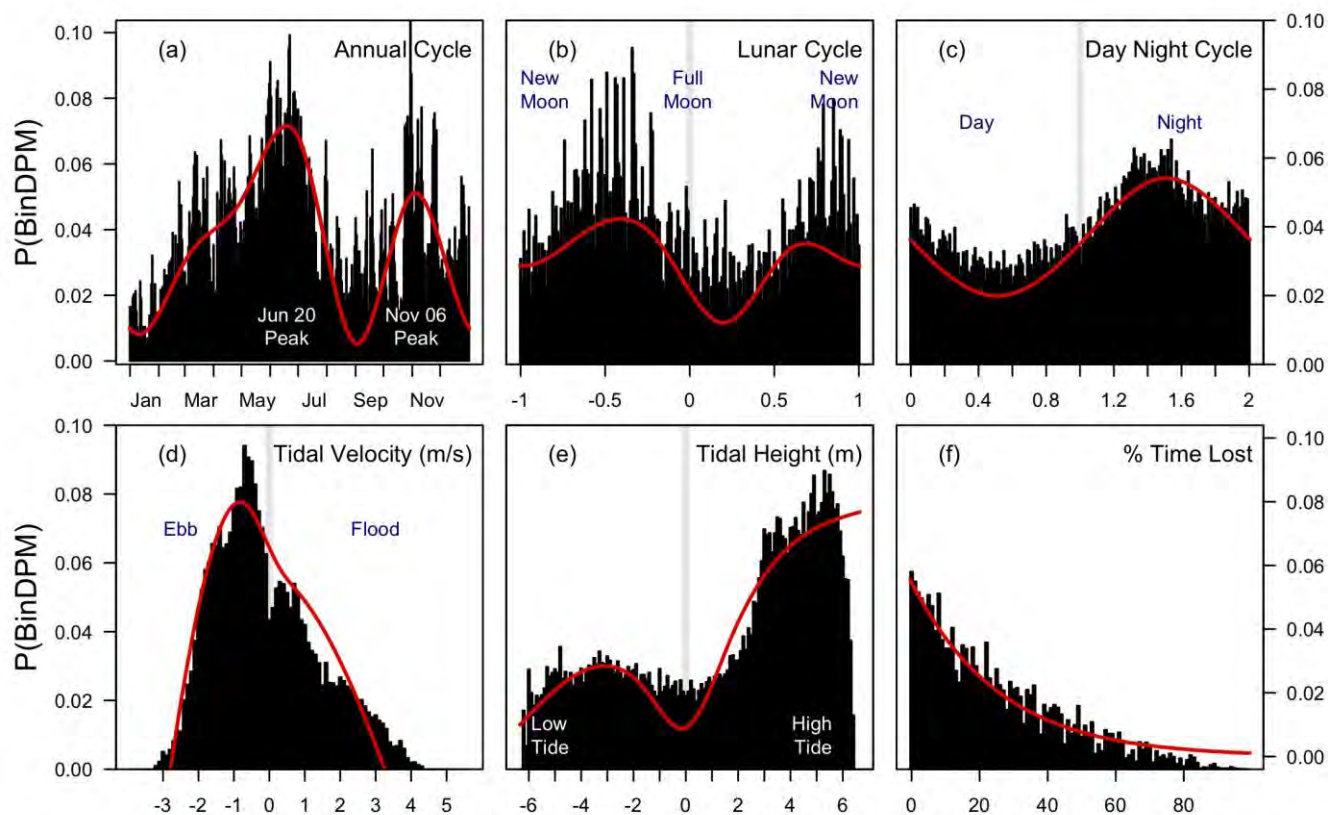 (a) Annual Cycle
(b) Lunar Cycle
(c) Day Night Cycle
New Moon
Full Moon
New Moon
Day
Night
Jun 20 Peak
Nov 06 Peak
P(BinDPM)
0.10
0.08
0.06
0.04
0.02
0.00
0.10
0.08
0.06
0.04
0.02
0.00
Jan Mar May Jul Sep Nov
-1 -0.5 0 0.5 1
0 0.4 0.8 1.2 1.6 2
(d) Tidal Velocity (m/s)
(e) Tidal Height (m)
(f) % Time Lost
Ebb
Flood
Low Tide
High Tide
P(BinDPM)
0.10
0.08
0.06
0.04
0.02
0.00
0.10
0.08
0.06
0.04
0.02
0.00
-3 -2 -1 0 1 2 3 4 5
-6 -4 -2 0 2 4 6
0 20 40 60 80